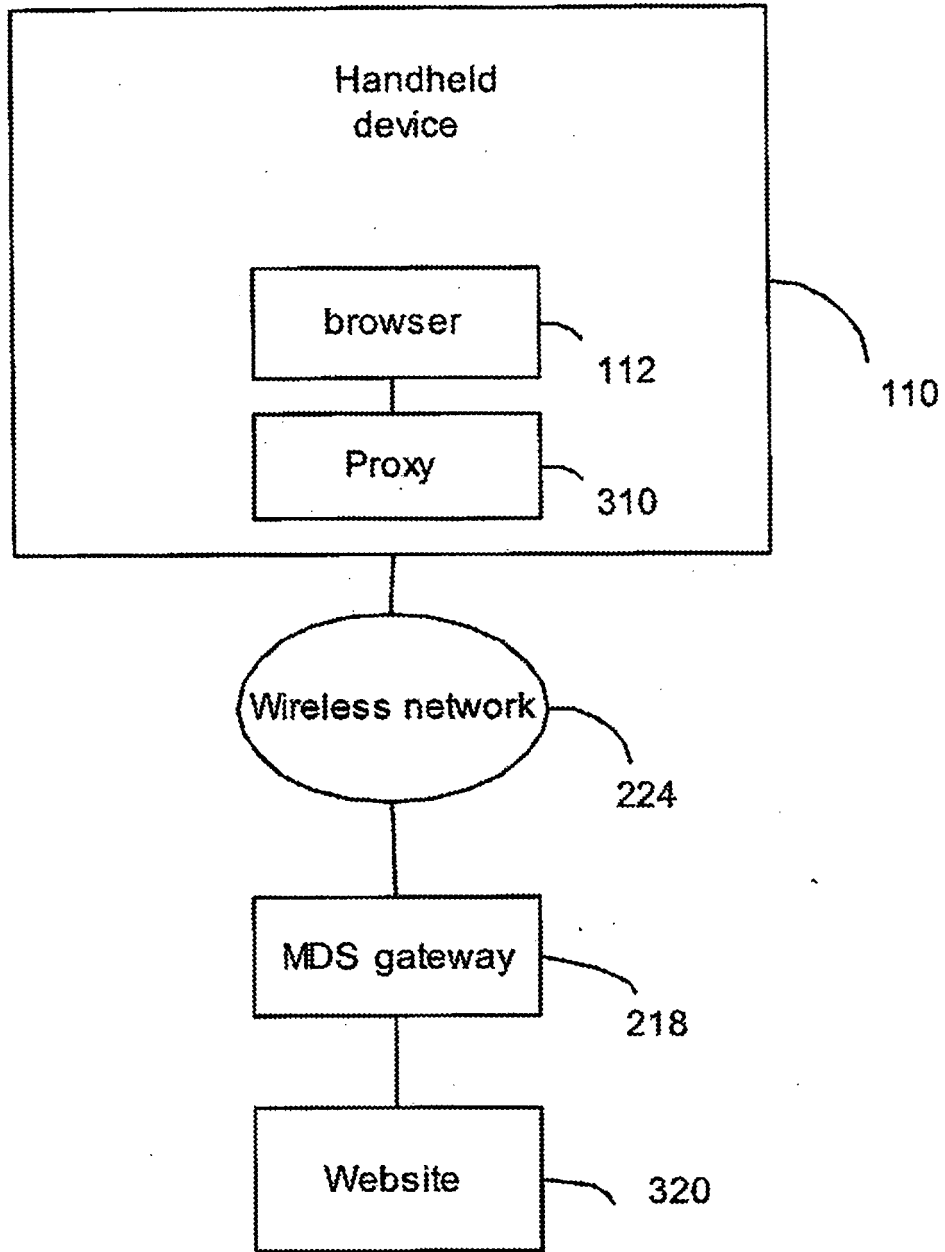 Handheld
device
browser
112
110
Proxy
310
Wireless network
224
MDS gateway
218
Website
320